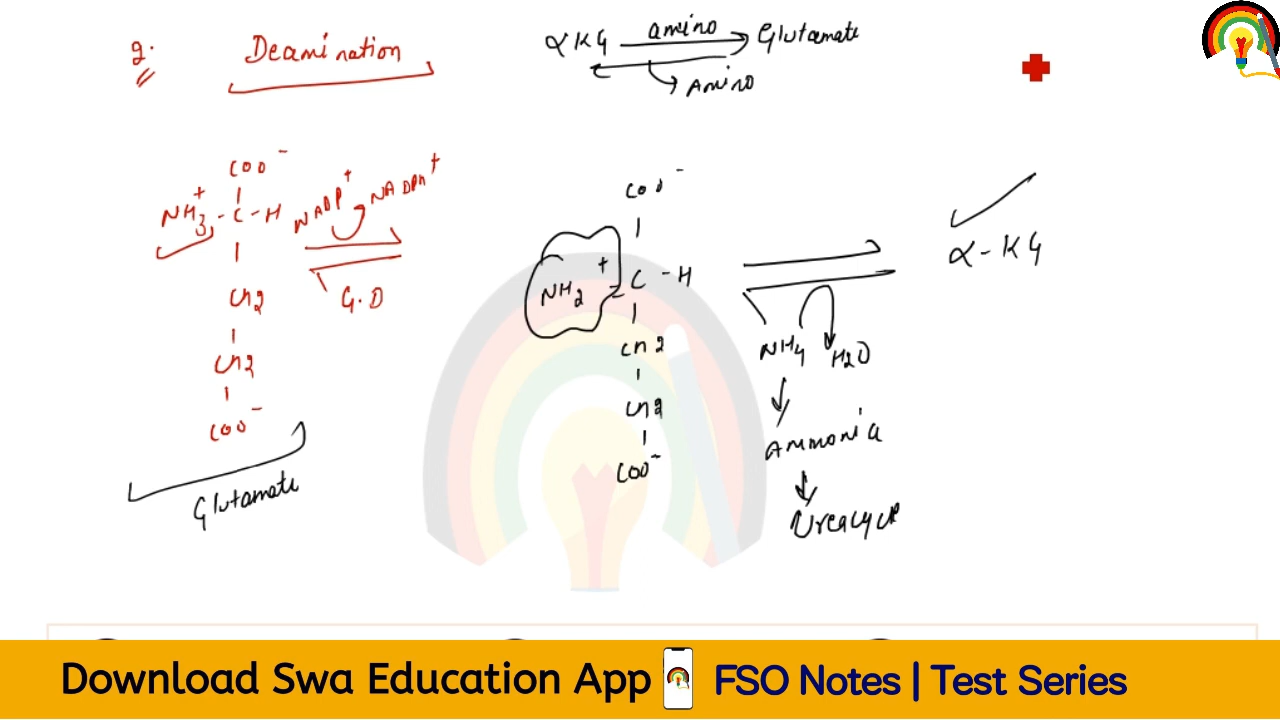 2. Deamination
αKG amino Glutamate
Amino
COO⁻
NH₃⁺ - C - H
NADP⁺ NADPH⁺
G.D
CH2
CH2
COO⁻
Glutamate
COO⁻
NH₂⁺ = C - H
CH2
CH2
COO⁻
NH₄ H₂O
Ammonia
Ureacycle
α-KG
Download Swa Education App FSO Notes | Test Series